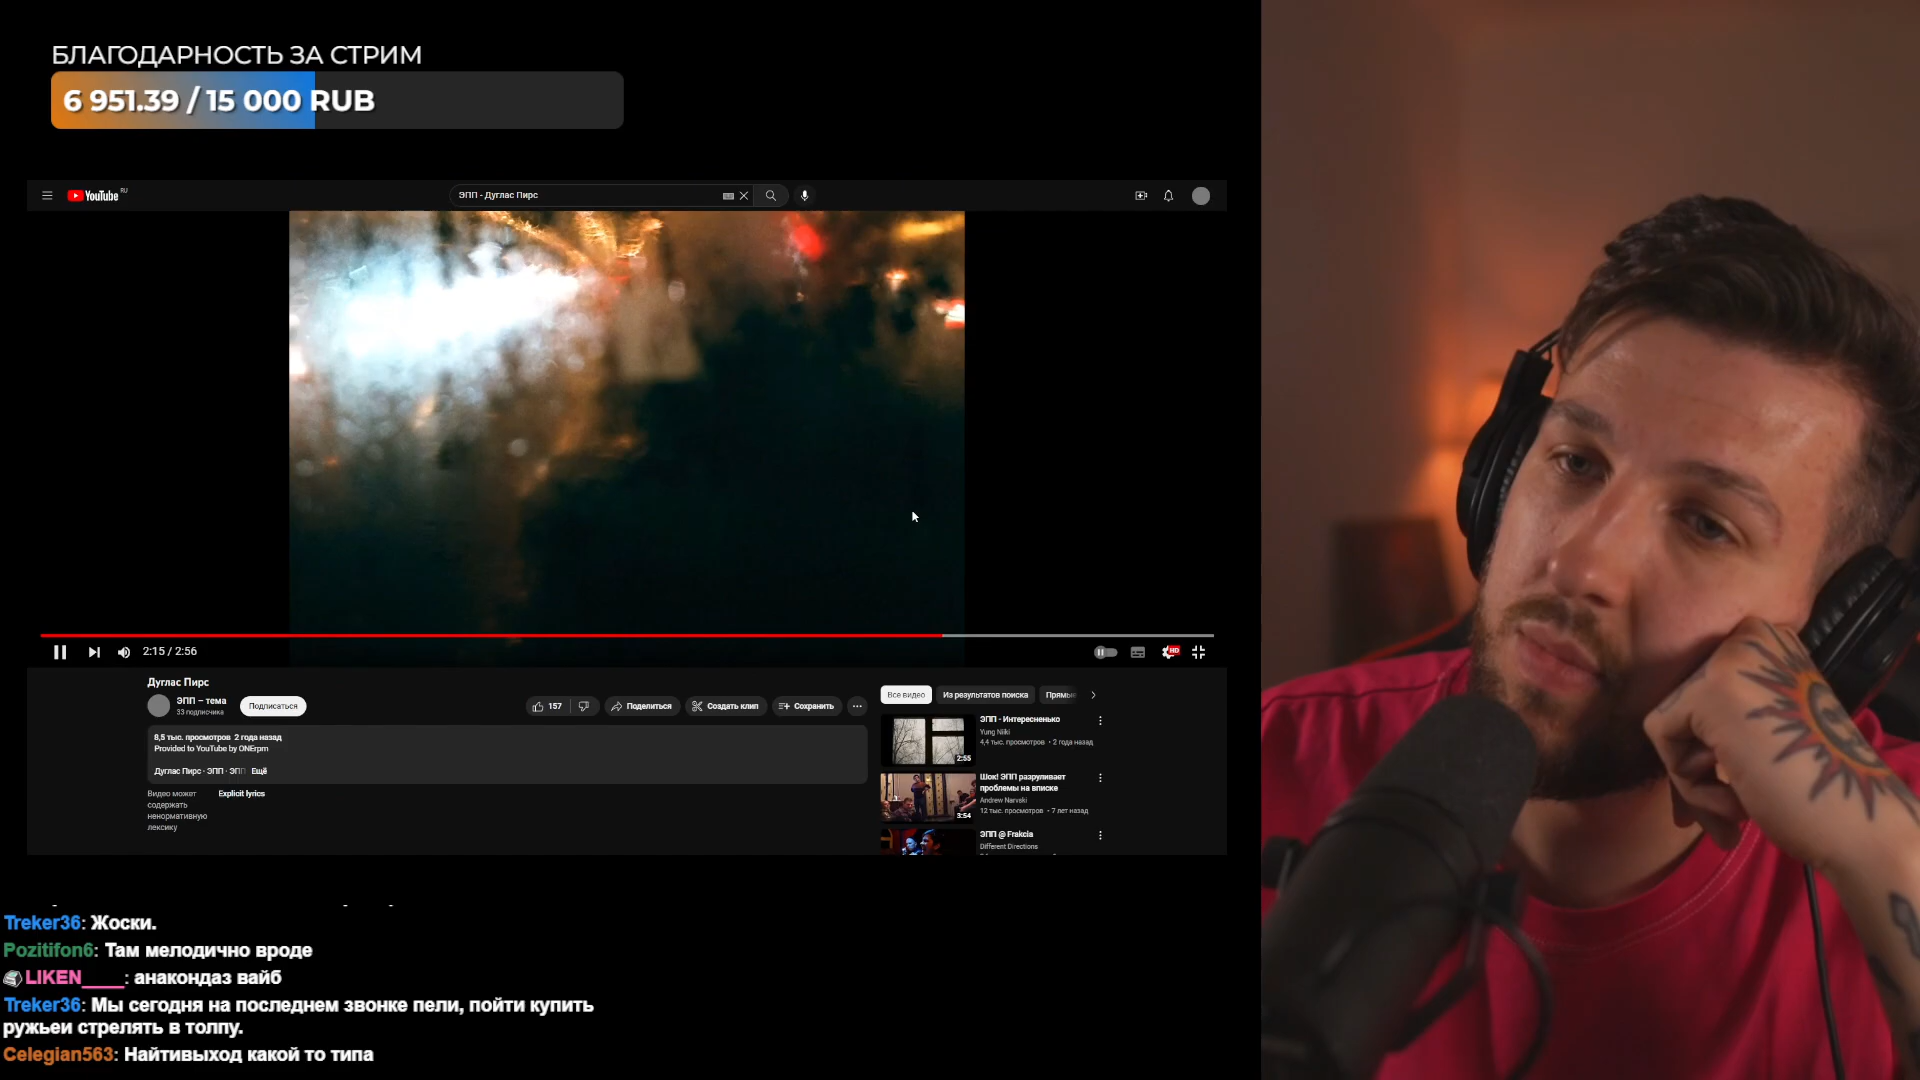 БЛАГОДАРНОСТЬ ЗА СТРИМ
6 951.39 / 15 000 RUB
YouTube RU
ЭПП - Дуглас Пирс
2:15 / 2:56
HD
Дуглас Пирс
ЭПП – тема
33 подписчика
Подписаться
157
Поделиться
Создать клип
Сохранить
8,5 тыс. просмотров 2 года назад
Provided to YouTube by ONErpm
Дуглас Пирс · ЭПП · ЭПП Ещё
Видео может
содержать
ненормативную
лексику
Explicit lyrics
Все видео
Из результатов поиска
Прямы
ЭПП - Интересненько
Yung Niiki
4,4 тыс. просмотров • 2 года назад
2:55
Шок! ЭПП разруливает
проблемы на вписке
Andrew Narvski
12 тыс. просмотров • 7 лет назад
3:54
ЭПП @ Frakcia
Different Directions
Treker36: Жоски.
Pozitifon6: Там мелодично вроде
LIKEN____: анакондаз вайб
Treker36: Мы сегодня на последнем звонке пели, пойти купить
ружьеи стрелять в толпу.
Celegian563: Найтивыход какой то типа